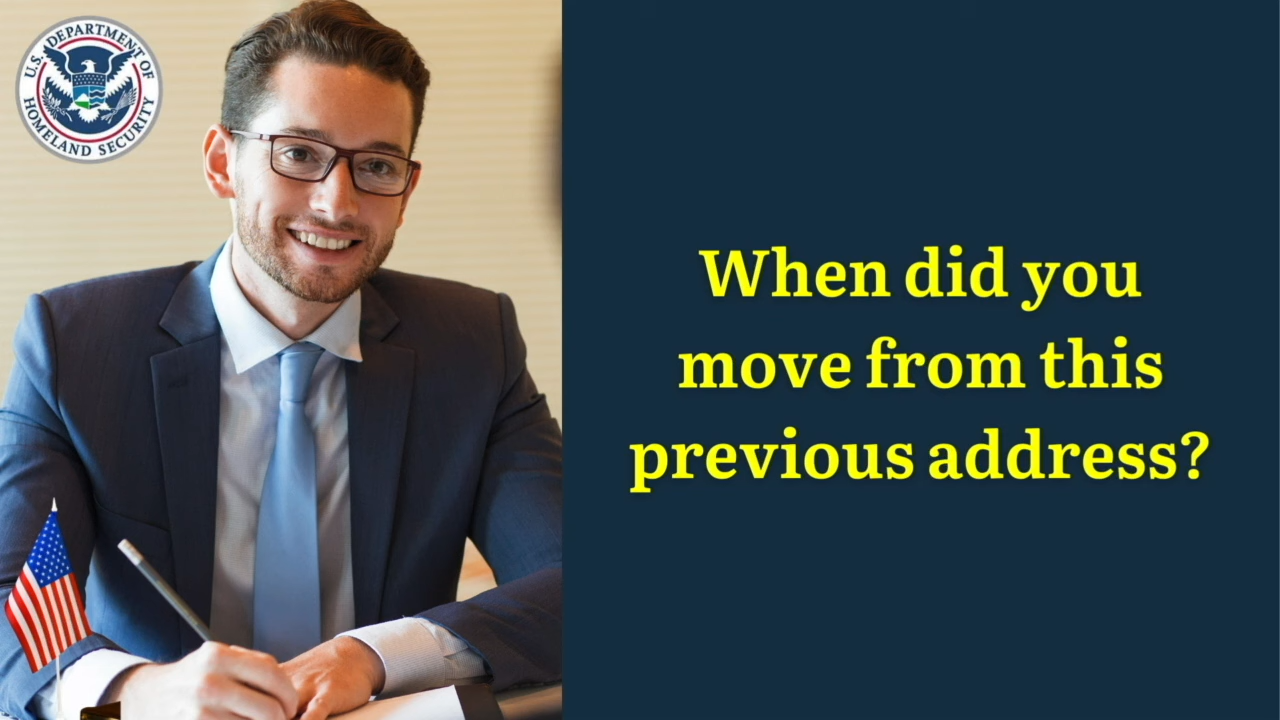 U.S. DEPARTMENT OF
HOMELAND SECURITY
When did you
move from this
previous address?